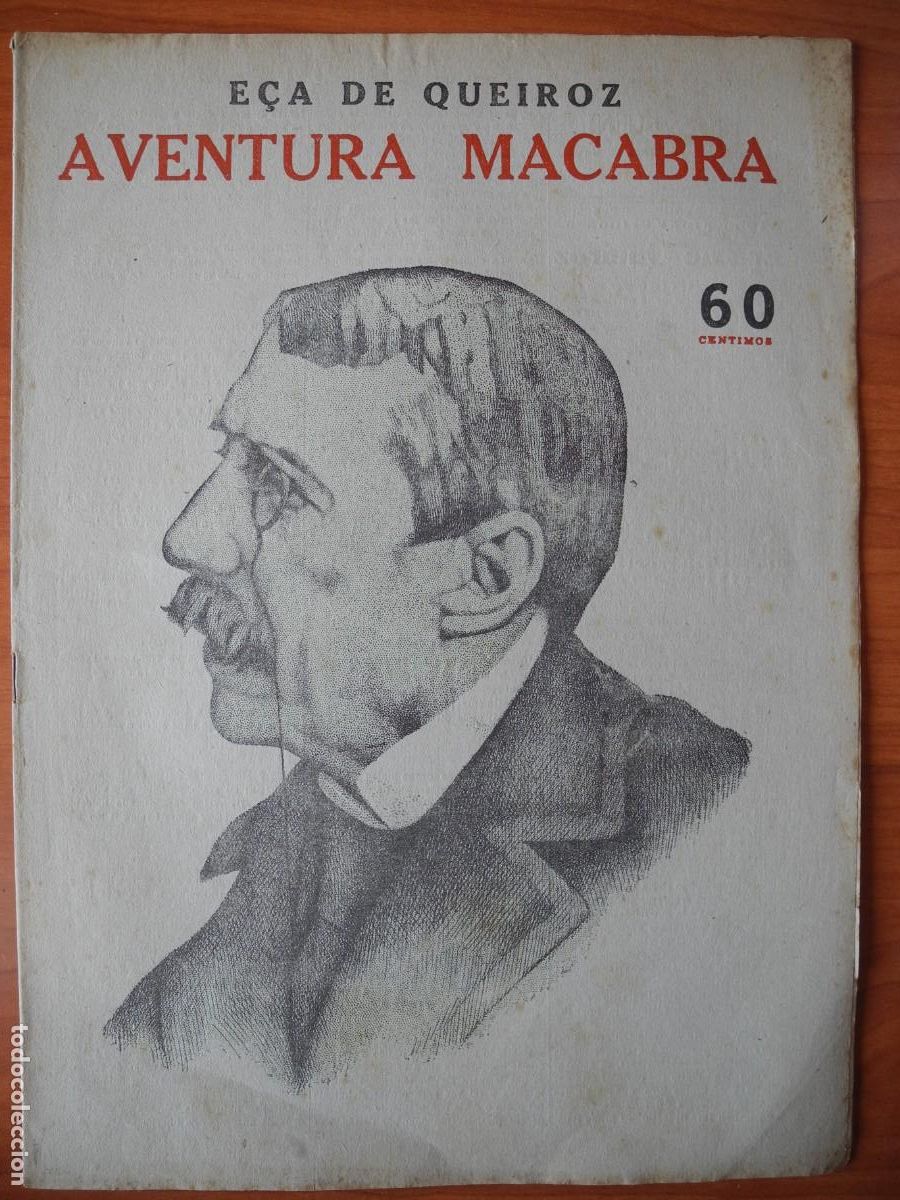 EÇA DE QUEIROZ
AVENTURA MACABRA
60
CENTIMOS
todocoleccion